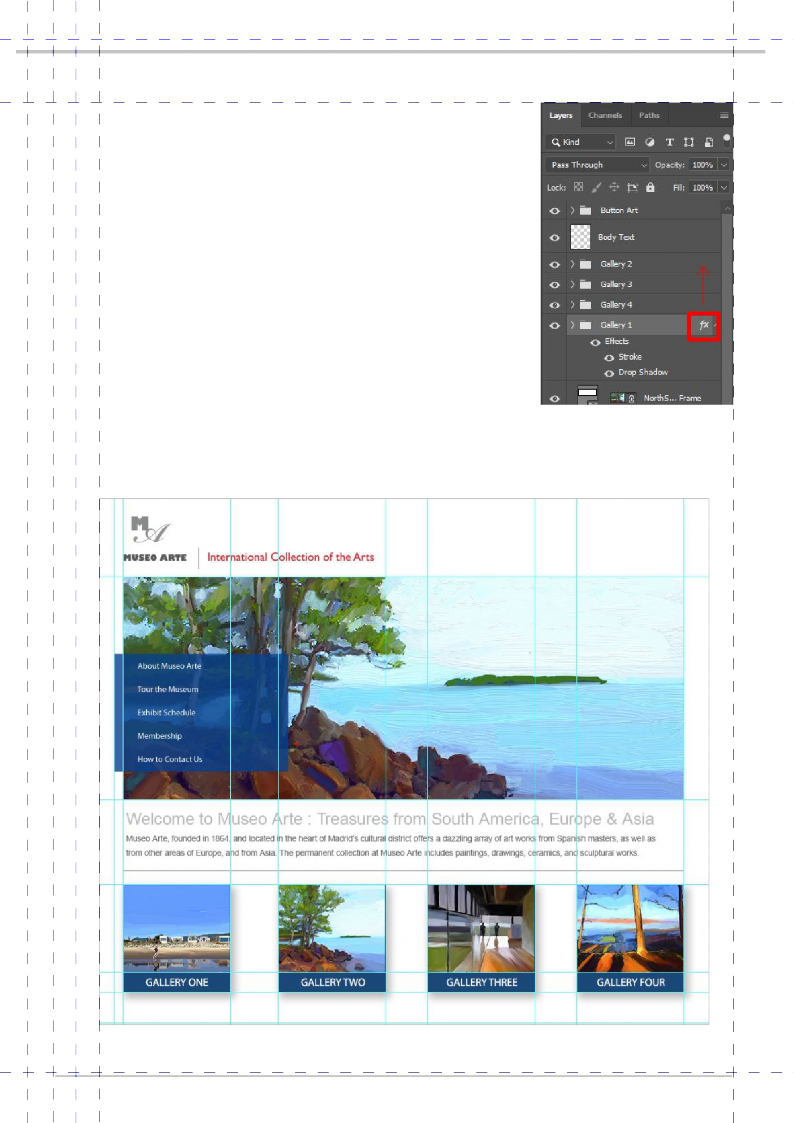 Layers Channels Paths
Kind
Pass Through Opacity: 100%
Lock: Fill: 100%
Button Art
Body Text
Gallery 2
Gallery 3
Gallery 4
Gallery 1 fx
Effects
Stroke
Drop Shadow
NorthS... Frame
MA
MUSEO ARTE International Collection of the Arts
About Museo Arte
Tour the Museum
Exhibit Schedule
Membership
How to Contact Us
Welcome to Museo Arte : Treasures from South America, Europe & Asia
Museo Arte, founded in 1864, and located in the heart of Madrid's cultural district offers a dazzling array of art works from Spanish masters, as well as
from other areas of Europe, and from Asia. The permanent collection at Museo Arte includes paintings, drawings, ceramics, and sculptural works.
GALLERY ONE GALLERY TWO GALLERY THREE GALLERY FOUR